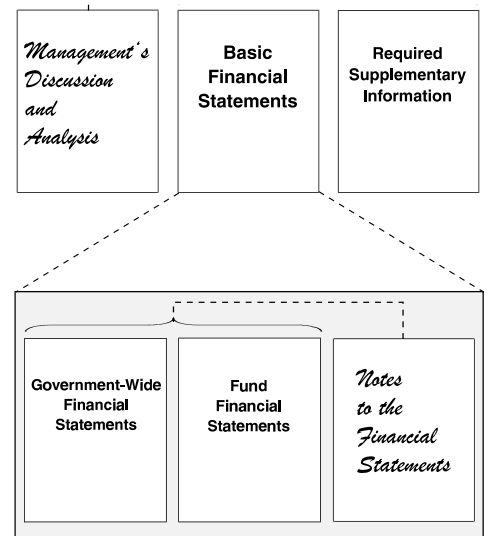 Management's
Discussion
and
Analysis
Basic
Financial
Statements
Required
Supplementary
Information
Government-Wide
Financial
Statements
Fund
Financial
Statements
Notes
to the
Financial
Statements